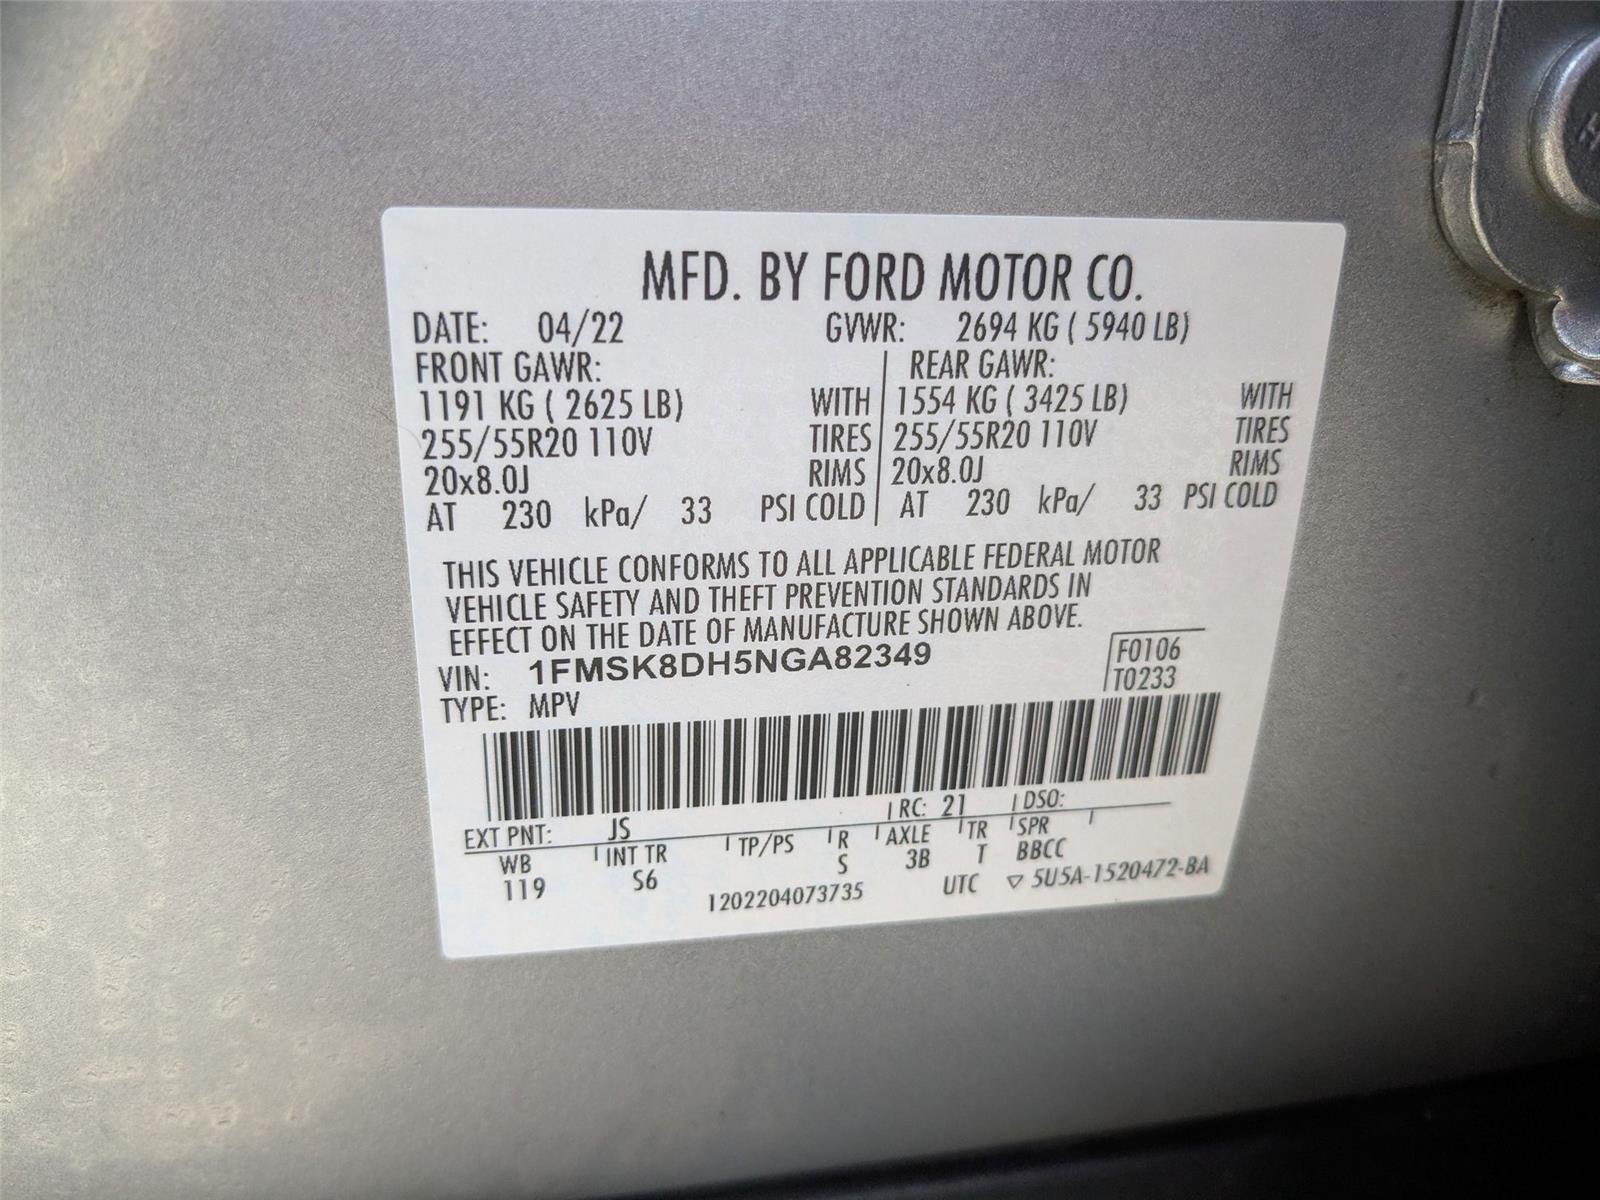 MFD. BY FORD MOTOR CO.
DATE: 04/22 GVWR: 2694 KG ( 5940 LB)
FRONT GAWR: REAR GAWR:
1191 KG ( 2625 LB) WITH 1554 KG ( 3425 LB) WITH
255/55R20 110V TIRES 255/55R20 110V TIRES
20x8.0J RIMS 20x8.0J RIMS
AT 230 kPa/ 33 PSI COLD AT 230 kPa/ 33 PSI COLD
THIS VEHICLE CONFORMS TO ALL APPLICABLE FEDERAL MOTOR
VEHICLE SAFETY AND THEFT PREVENTION STANDARDS IN
EFFECT ON THE DATE OF MANUFACTURE SHOWN ABOVE.
VIN: 1FMSK8DH5NGA82349 F0106
TYPE: MPV T0233
EXT PNT: JS RC: 21 DSO:
WB INT TR TP/PS R AXLE TR SPR
119 S6 S 3B T BBCC
1202204073735 UTC ▽ 5U5A-1520472-BA